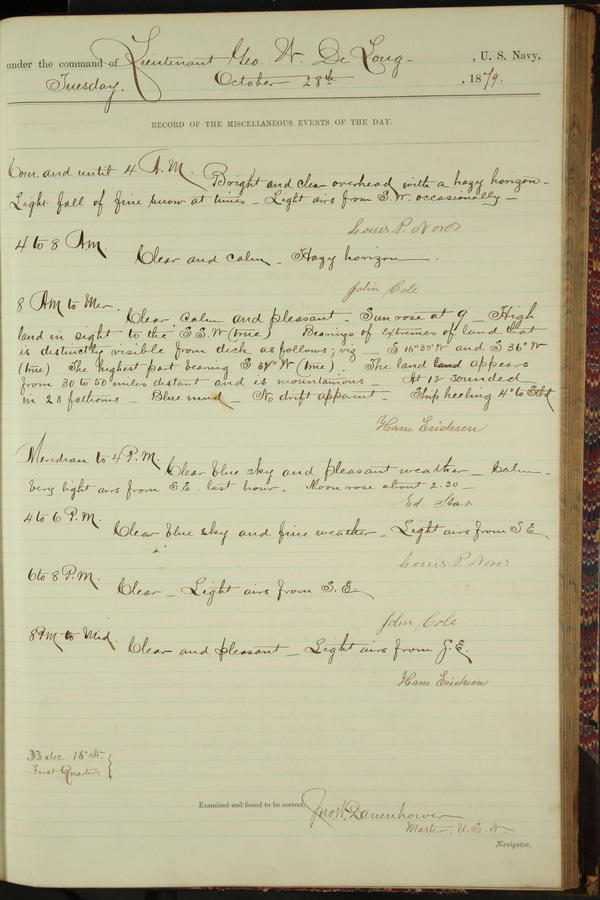 under the command of Lieutenant Geo. W. De Long , U. S. Navy,
Tuesday. October 28th , 1879.
RECORD OF THE MISCELLANEOUS EVENTS OF THE DAY.
Com. and until 4 A.M. Bright and clear overhead with a hazy horizon -
Light fall of fine snow at times - Light airs from S.W. occasionally -
Louis P. Noros
4 to 8 AM Clear and calm - Hazy horizon .
John Cole
8 AM to Mer. Clear calm and pleasant - Sun rose at 9 - High
land in sight to the S.S.W (true) Bearings of extremes of land that
is distinctly visible from deck as follows; viz - S 16° 30' W and S 36° W
(true) The highest part bearing S 34° W (true) . The land land appears
from 30 to 50 miles distant and is mountainous - At 12 sounded
in 28 fathoms - Blue mud - No drift apparent - Ship heeling 4° to Stbd
Hans Erichsen
Meridian to 4 P.M. Clear blue sky and pleasant weather - Calm -
Very light airs from S.E. last hour. Moon rose about 2.30 -
Ed. Star
4 to 6 P.M. Clear blue sky and fine weather - Light airs from S E
Louis P. Noros
6 to 8 P.M. Clear - Light airs from S. E.
John Cole
8 PM to Mid. Clear and pleasant - Light airs from S.E.
Hans Erichsen
dec. 16° N.
First Quarter
Examined and found to be correct. Jno. W. Danenhower
Master, U. S. N.
Navigator.